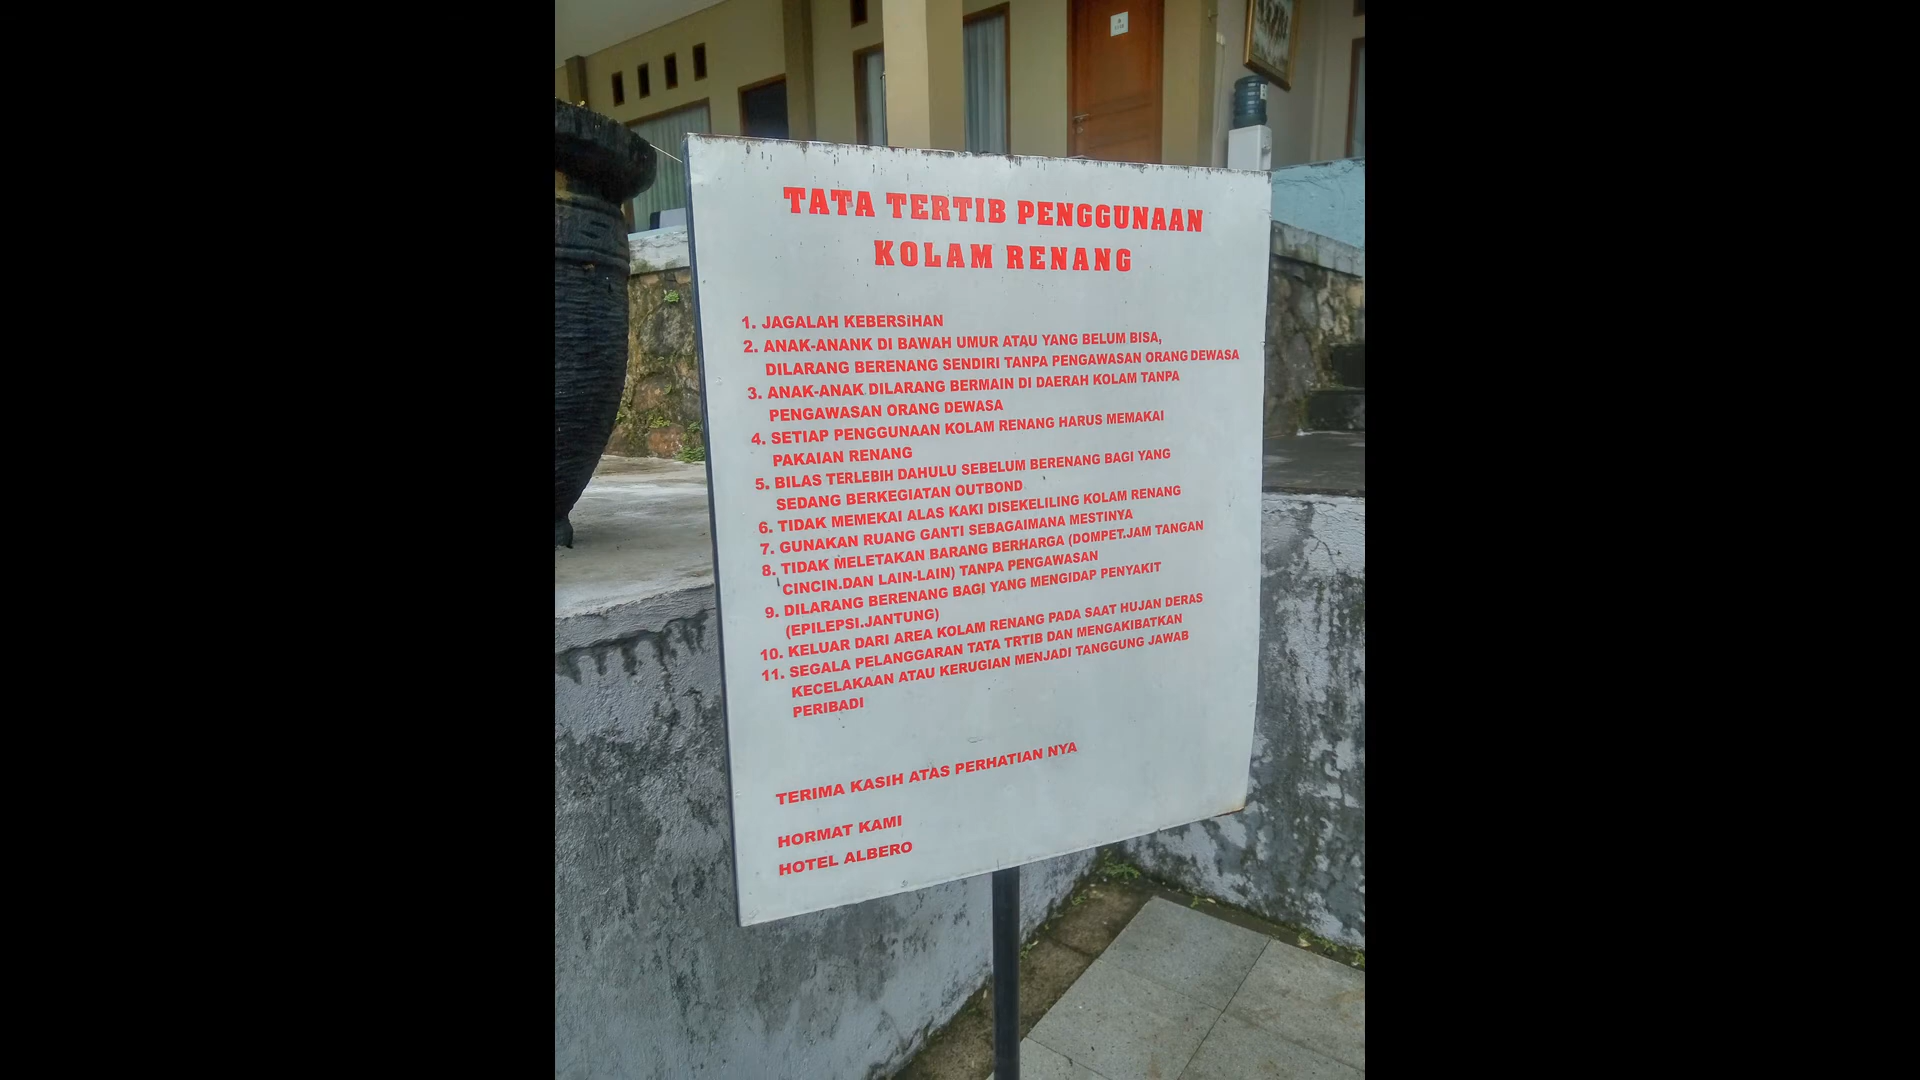 TATA TERTIB PENGGUNAAN
KOLAM RENANG
1. JAGALAH KEBERSIHAN
2. ANAK-ANANK DI BAWAH UMUR ATAU YANG BELUM BISA,
DILARANG BERENANG SENDIRI TANPA PENGAWASAN ORANG DEWASA
3. ANAK-ANAK DILARANG BERMAIN DI DAERAH KOLAM TANPA
PENGAWASAN ORANG DEWASA
4. SETIAP PENGGUNAAN KOLAM RENANG HARUS MEMAKAI
PAKAIAN RENANG
5. BILAS TERLEBIH DAHULU SEBELUM BERENANG BAGI YANG
SEDANG BERKEGIATAN OUTBOND
6. TIDAK MEMEKAI ALAS KAKI DISEKELILING KOLAM RENANG
7. GUNAKAN RUANG GANTI SEBAGAIMANA MESTINYA
8. TIDAK MELETAKAN BARANG BERHARGA (DOMPET.JAM TANGAN
CINCIN.DAN LAIN-LAIN) TANPA PENGAWASAN
9. DILARANG BERENANG BAGI YANG MENGIDAP PENYAKIT
(EPILEPSI.JANTUNG)
10. KELUAR DARI AREA KOLAM RENANG PADA SAAT HUJAN DERAS
11. SEGALA PELANGGARAN TATA TRTIB DAN MENGAKIBATKAN
KECELAKAAN ATAU KERUGIAN MENJADI TANGGUNG JAWAB
PERIBADI
TERIMA KASIH ATAS PERHATIAN NYA
HORMAT KAMI
HOTEL ALBERO